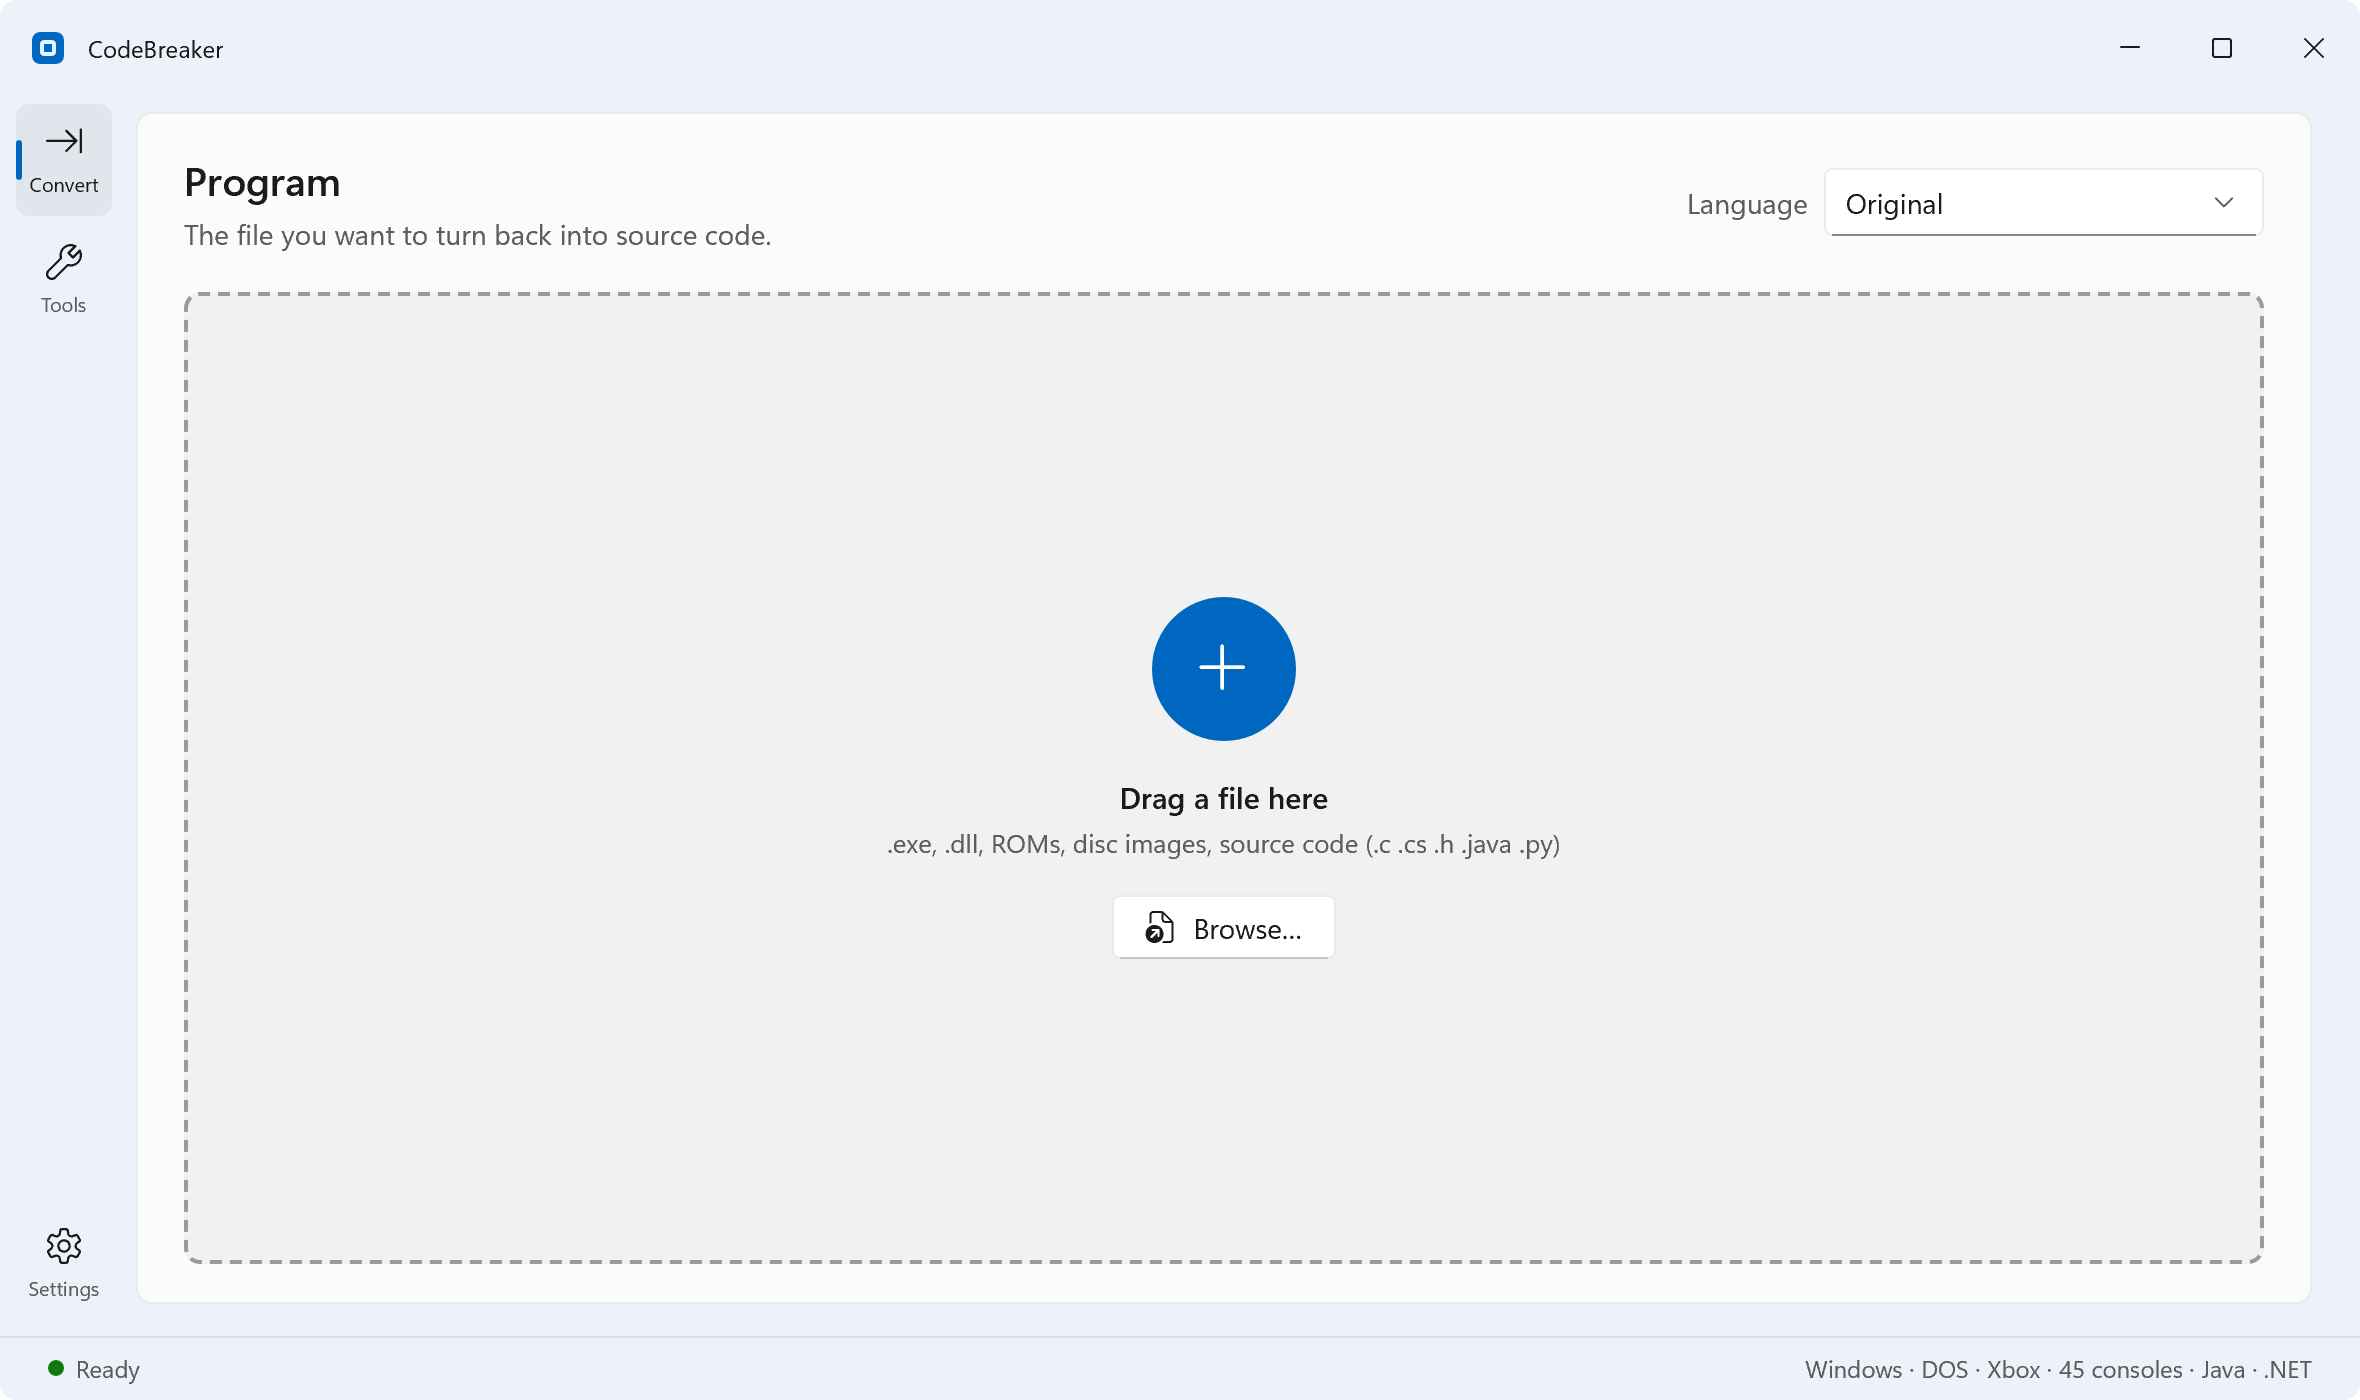 CodeBreaker
Convert
Tools
Program
The file you want to turn back into source code.
Language
Original
Drag a file here
.exe, .dll, ROMs, disc images, source code (.c .cs .h .java .py)
Browse...
Settings
Ready
Windows · DOS · Xbox · 45 consoles · Java · .NET